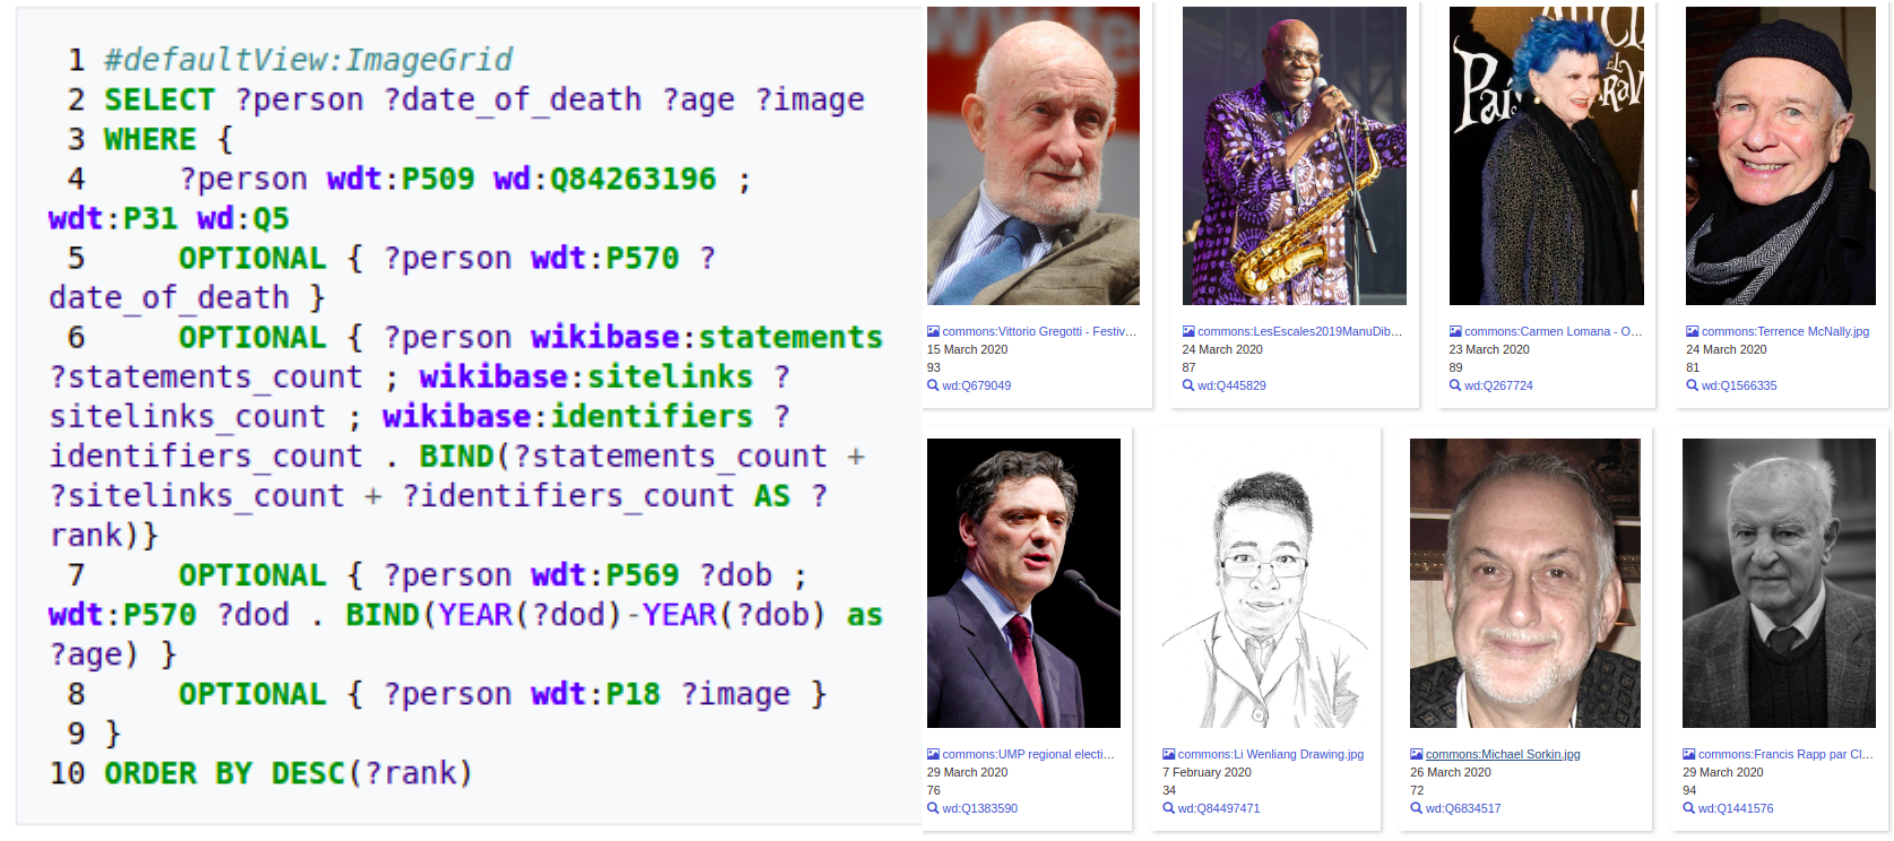 1 #defaultView:ImageGrid
2 SELECT ?person ?date_of_death ?age ?image
3 WHERE {
4 ?person wdt:P509 wd:Q84263196 ;
wdt:P31 wd:Q5
5 OPTIONAL { ?person wdt:P570 ?
date_of_death }
6 OPTIONAL { ?person wikibase:statements
?statements_count ; wikibase:sitelinks ?
sitelinks_count ; wikibase:identifiers ?
identifiers_count . BIND(?statements_count +
?sitelinks_count + ?identifiers_count AS ?
rank)}
7 OPTIONAL { ?person wdt:P569 ?dob ;
wdt:P570 ?dod . BIND(YEAR(?dod)-YEAR(?dob) as
?age) }
8 OPTIONAL { ?person wdt:P18 ?image }
9 }
10 ORDER BY DESC(?rank)
commons:Vittorio Gregotti - Festiv...
15 March 2020
93
wd:Q679049
commons:LesEscales2019ManuDib...
24 March 2020
87
wd:Q445829
Paí
EL
commons:Carmen Lomana - O...
23 March 2020
89
wd:Q267724
commons:Terrence McNally.jpg
24 March 2020
81
wd:Q1566335
commons:UMP regional electi...
29 March 2020
76
wd:Q1383590
commons:Li Wenliang Drawing.jpg
7 February 2020
34
wd:Q84497471
commons:Michael Sorkin.jpg
26 March 2020
72
wd:Q6834517
commons:Francis Rapp par Cl...
29 March 2020
94
wd:Q1441576